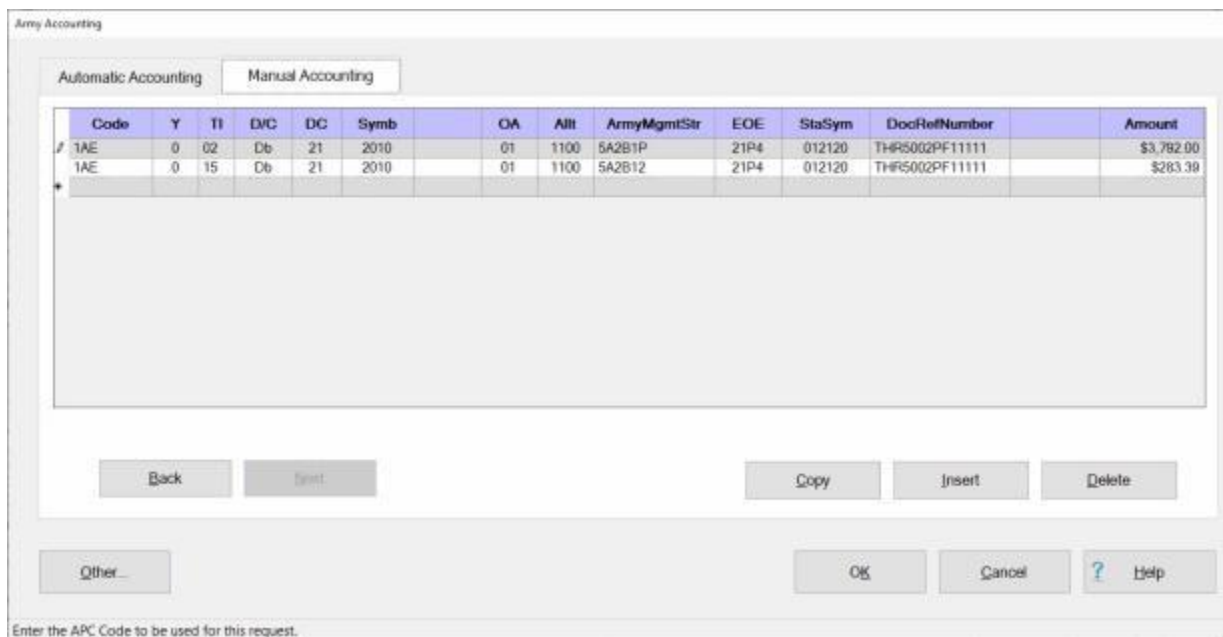 Army Accounting
Automatic Accounting Manual Accounting
Code Y TI D/C DC Symb OA Allt ArmyMgmtStr EOE StaSym DocRefNumber Amount
1AE 0 02 Db 21 2010 01 1100 5A2B1P 21P4 012120 THR5002PF11111 $3,792.00
1AE 0 15 Db 21 2010 01 1100 5A2B12 21P4 012120 THR5002PF11111 $283.39
Back Copy Insert Delete
Other... OK Cancel ? Help
Enter the APC Code to be used for this request.